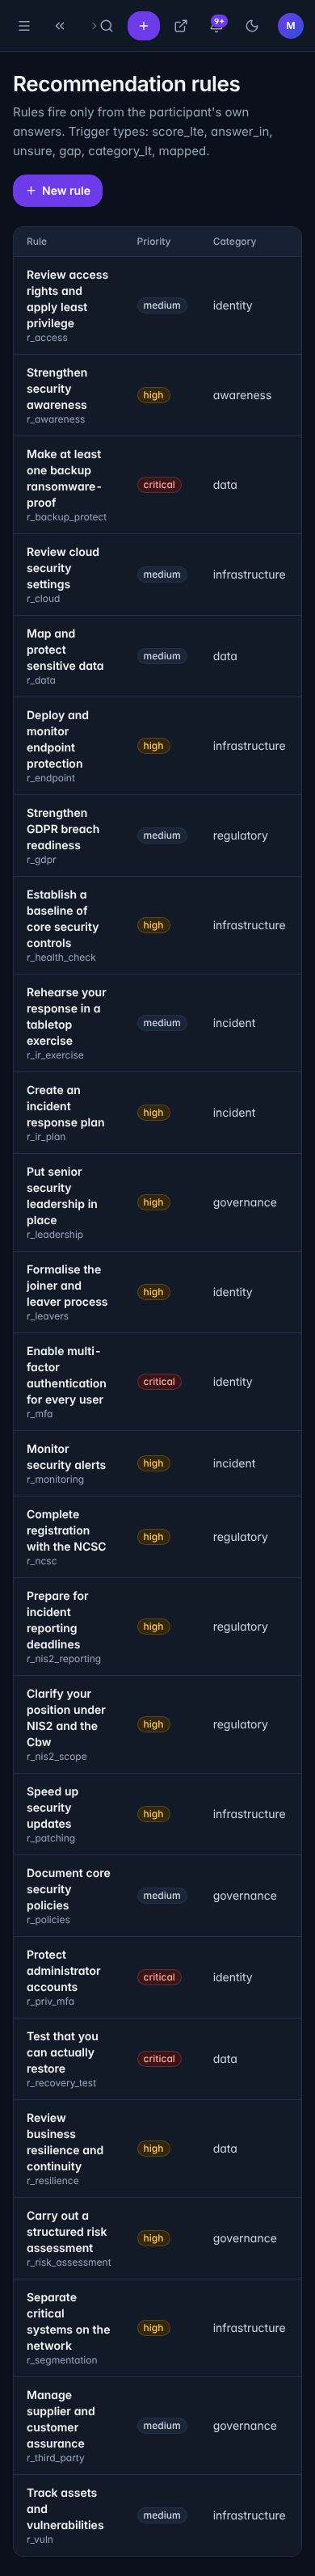 9+
M
Recommendation rules
Rules fire only from the participant's own
answers. Trigger types: score_lte, answer_in,
unsure, gap, category_lt, mapped.
+ New rule
Rule Priority Category
Review access
rights and
apply least
privilege
r_access
medium
identity
Strengthen
security
awareness
r_awareness
high
awareness
Make at least
one backup
ransomware-
proof
r_backup_protect
critical
data
Review cloud
security
settings
r_cloud
medium
infrastructure
Map and
protect
sensitive data
r_data
medium
data
Deploy and
monitor
endpoint
protection
r_endpoint
high
infrastructure
Strengthen
GDPR breach
readiness
r_gdpr
medium
regulatory
Establish a
baseline of
core security
controls
r_health_check
high
infrastructure
Rehearse your
response in a
tabletop
exercise
r_ir_exercise
medium
incident
Create an
incident
response plan
r_ir_plan
high
incident
Put senior
security
leadership in
place
r_leadership
high
governance
Formalise the
joiner and
leaver process
r_leavers
high
identity
Enable multi-
factor
authentication
for every user
r_mfa
critical
identity
Monitor
security alerts
r_monitoring
high
incident
Complete
registration
with the NCSC
r_ncsc
high
regulatory
Prepare for
incident
reporting
deadlines
r_nis2_reporting
high
regulatory
Clarify your
position under
NIS2 and the
Cbw
r_nis2_scope
high
regulatory
Speed up
security
updates
r_patching
high
infrastructure
Document core
security
policies
r_policies
medium
governance
Protect
administrator
accounts
r_priv_mfa
critical
identity
Test that you
can actually
restore
r_recovery_test
critical
data
Review
business
resilience and
continuity
r_resilience
high
data
Carry out a
structured risk
assessment
r_risk_assessment
high
governance
Separate
critical
systems on the
network
r_segmentation
high
infrastructure
Manage
supplier and
customer
assurance
r_third_party
medium
governance
Track assets
and
vulnerabilities
r_vuln
medium
infrastructure